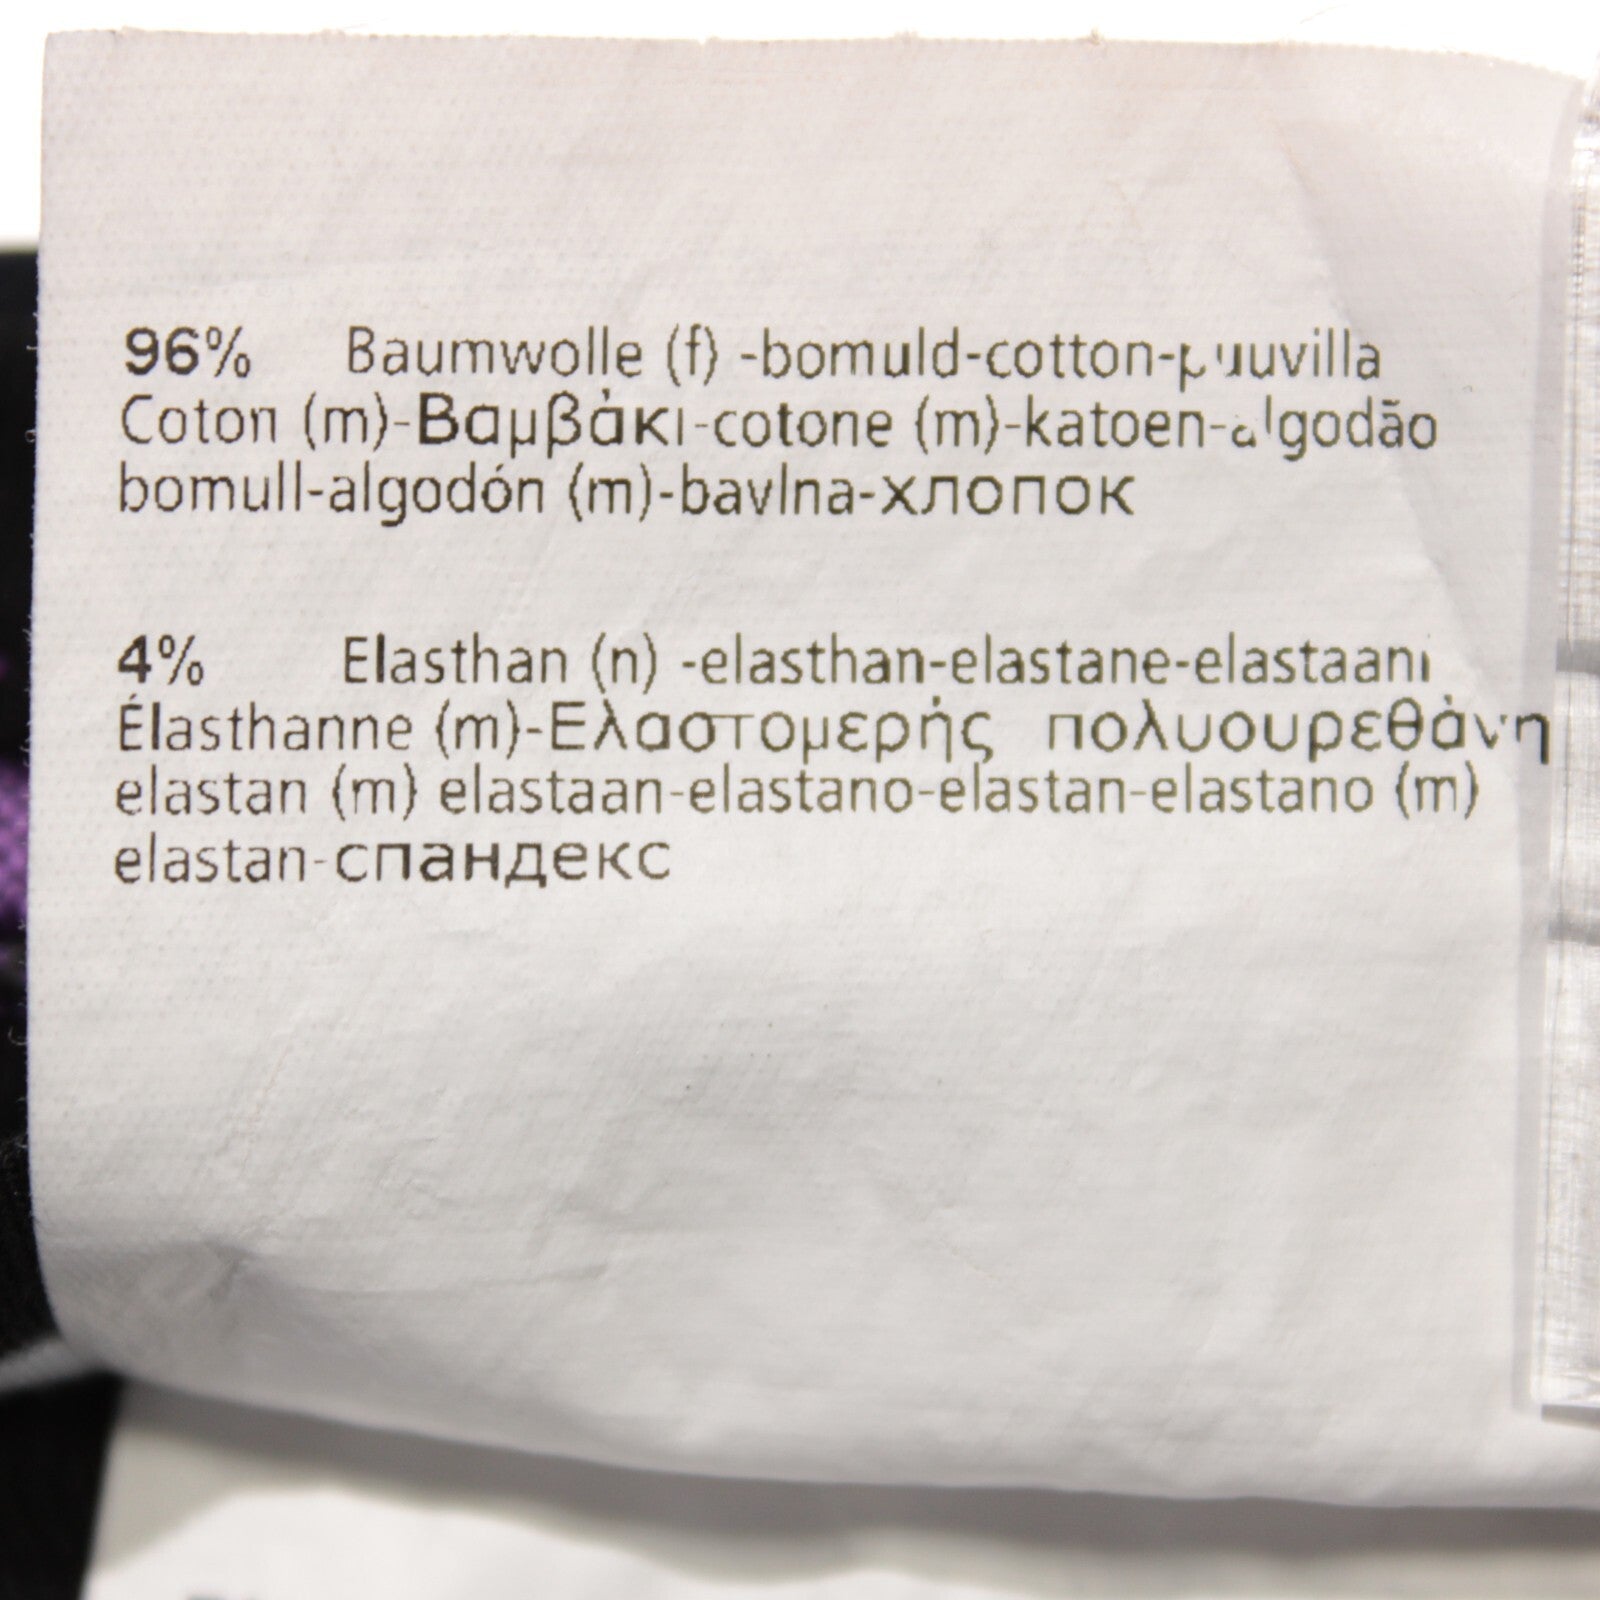 96% Baumwolle (f) -bomuld-cotton-puuvilla
Coton (m)-Βαμβάκι-cotone (m)-katoen-algodão
bomull-algodón (m)-bavlna-хлопок
4% Elasthan (n) -elasthan-elastane-elastaani
Élasthanne (m)-Ελαστομερής πολυουρεθάνη
elastan (m) elastaan-elastano-elastan-elastano (m)
elastan-спандекс